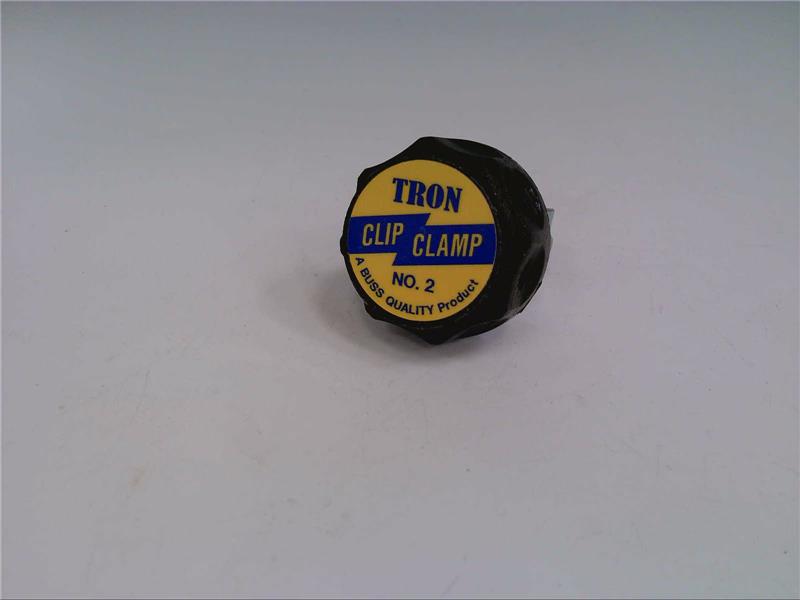 TRON
CLIP CLAMP
NO. 2
A BUSS QUALITY Product